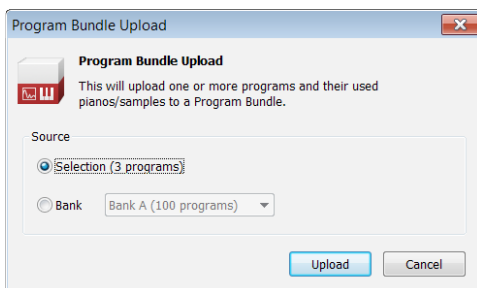 Program Bundle Upload
Program Bundle Upload
This will upload one or more programs and their used
pianos/samples to a Program Bundle.
Source
Selection (3 programs)
Bank Bank A (100 programs)
Upload Cancel